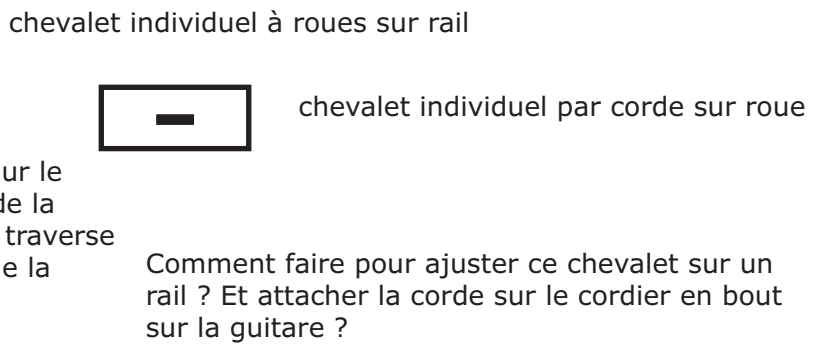 chevalet individuel à roues sur rail
chevalet individuel par corde sur roue
ur le
de la
traverse
e la
Comment faire pour ajuster ce chevalet sur un
rail ? Et attacher la corde sur le cordier en bout
sur la guitare ?